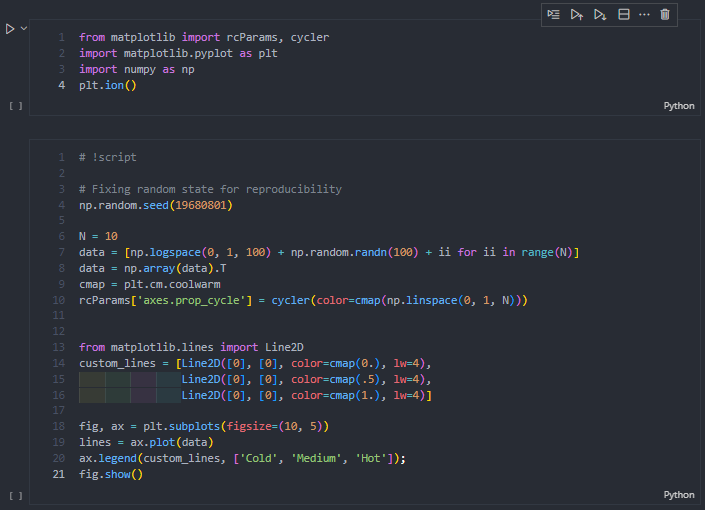 1 from matplotlib import rcParams, cycler
2 import matplotlib.pyplot as plt
3 import numpy as np
4 plt.ion()
[ ] Python
1 # !script
2
3 # Fixing random state for reproducibility
4 np.random.seed(19680801)
5
6 N = 10
7 data = [np.logspace(0, 1, 100) + np.random.randn(100) + ii for ii in range(N)]
8 data = np.array(data).T
9 cmap = plt.cm.coolwarm
10 rcParams['axes.prop_cycle'] = cycler(color=cmap(np.linspace(0, 1, N)))
11
12
13 from matplotlib.lines import Line2D
14 custom_lines = [Line2D([0], [0], color=cmap(0.), lw=4),
15                 Line2D([0], [0], color=cmap(.5), lw=4),
16                 Line2D([0], [0], color=cmap(1.), lw=4)]
17
18 fig, ax = plt.subplots(figsize=(10, 5))
19 lines = ax.plot(data)
20 ax.legend(custom_lines, ['Cold', 'Medium', 'Hot']);
21 fig.show()
[ ] Python